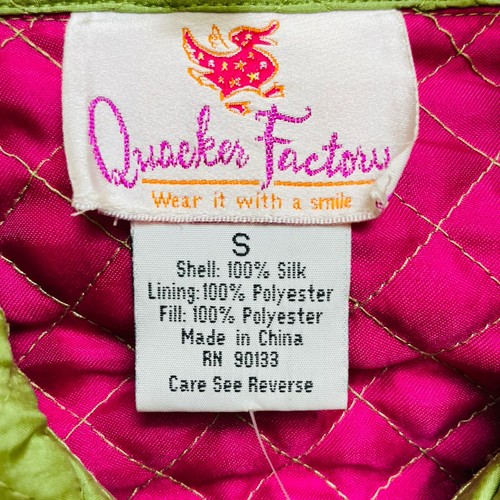 Quacker Factory
Wear it with a smile
S
Shell: 100% Silk
Lining: 100% Polyester
Fill: 100% Polyester
Made in China
RN 90133
Care See Reverse